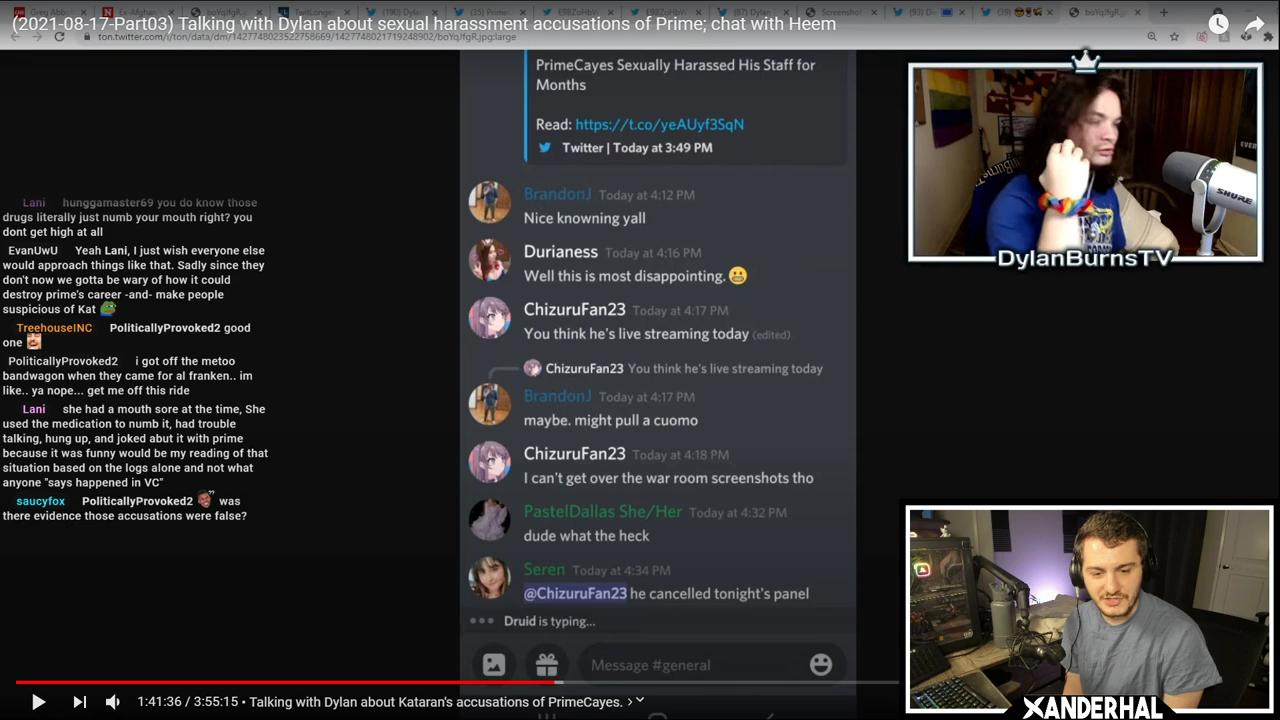 (2021-08-17-Part03) Talking with Dylan about sexual harassment accusations of Prime; chat with Heem
ton.twitter.com/i/ton/data/dm/1427748023522758669/1427748021719248902/boYqJfgR.jpg:large
PrimeCayes Sexually Harassed His Staff for
Months
Read: https://t.co/yeAUyf3SqN
Twitter | Today at 3:49 PM
BrandonJ Today at 4:12 PM
Nice knowning yall
Durianess Today at 4:16 PM
Well this is most disappointing.
ChizuruFan23 Today at 4:17 PM
You think he's live streaming today (edited)
ChizuruFan23 You think he's live streaming today
BrandonJ Today at 4:17 PM
maybe. might pull a cuomo
ChizuruFan23 Today at 4:18 PM
I can't get over the war room screenshots tho
PastelDallas She/Her Today at 4:32 PM
dude what the heck
Seren Today at 4:34 PM
@ChizuruFan23 he cancelled tonight's panel
Druid is typing...
Message #general
Lani hunggamaster69 you do know those
drugs literally just numb your mouth right? you
dont get high at all
EvanUwU Yeah Lani, I just wish everyone else
would approach things like that. Sadly since they
don't now we gotta be wary of how it could
destroy prime's career -and- make people
suspicious of Kat
TreehouseINC PoliticallyProvoked2 good
one
PoliticallyProvoked2 i got off the metoo
bandwagon when they came for al franken.. im
like.. ya nope... get me off this ride
Lani she had a mouth sore at the time, She
used the medication to numb it, had trouble
talking, hung up, and joked abut it with prime
because it was funny would be my reading of that
situation based on the logs alone and not what
anyone "says happened in VC"
saucyfox PoliticallyProvoked2 was
there evidence those accusations were false?
SHURE
DylanBurnsTV
XANDERHAL
1:41:36 / 3:55:15 • Talking with Dylan about Kataran's accusations of PrimeCayes. >